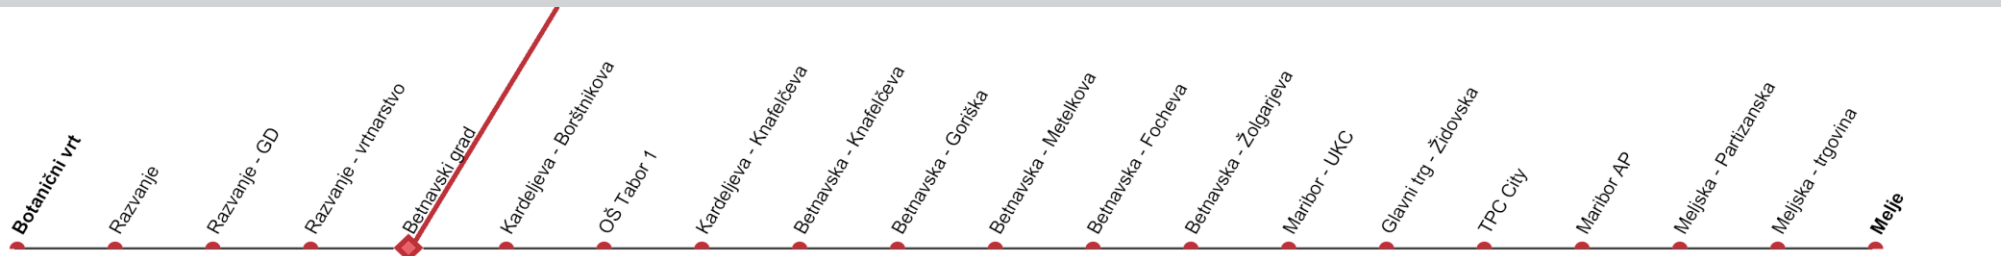 Botanični vrt
Razvanje
Razvanje - GD
Razvanje - vrtnarstvo
Betnavski grad
Kardeljeva - Borštnikova
OŠ Tabor 1
Kardeljeva - Knafelčeva
Betnavska - Knafelčeva
Betnavska - Goriška
Betnavska - Metelkova
Betnavska - Focheva
Betnavska - Žolgarjeva
Maribor - UKC
Glavni trg - Židovska
TPC City
Maribor AP
Meljska - Partizanska
Meljska - trgovina
Melje